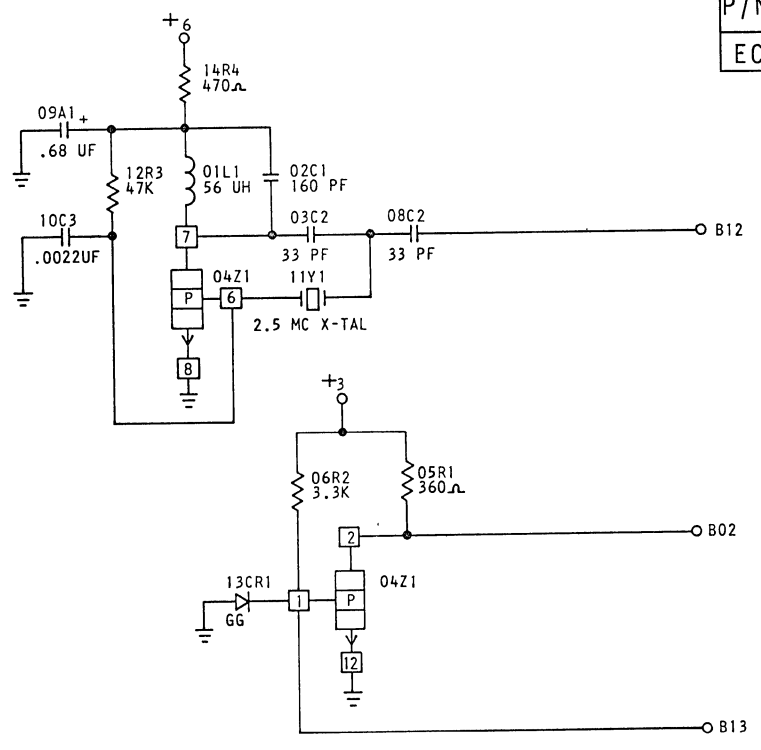 P/N
EC
+6
14R4
470Ω
09A1 +
.68 UF
12R3
47K
01L1
56 UH
02C1
160 PF
10C3
.0022UF
7
03C2
33 PF
08C2
33 PF
B12
P
04Z1
6
11Y1
2.5 MC X-TAL
8
+3
06R2
3.3K
05R1
360Ω
2
B02
13CR1
GG
1
P
04Z1
12
B13